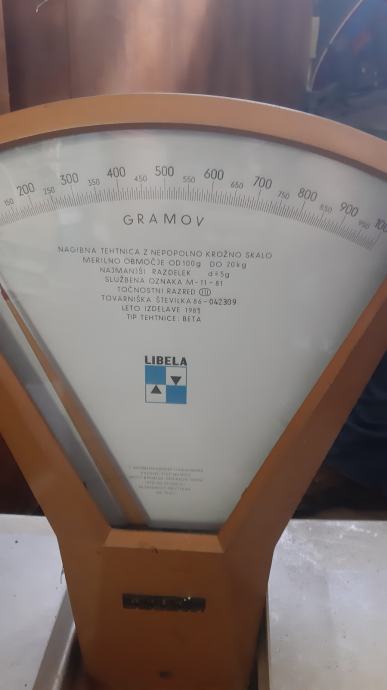 150 200 250 300 350 400 450 500 550 600 650 700 750 800 850 900 950 100
GRAMOV
NAGIBNA TEHTNICA Z NEPOPOLNO KROŽNO SKALO
MERILNO OBMOČJE OD 100g DO 20kg
NAJMANJŠI RAZDELEK d=5g
SLUŽBENA OZNAKA M-11-81
TOČNOSTNI RAZRED III
TOVARNIŠKA ŠTEVILKA 86-042309
LETO IZDELAVE
TIP TEHTNICE: BETA
LIBELA